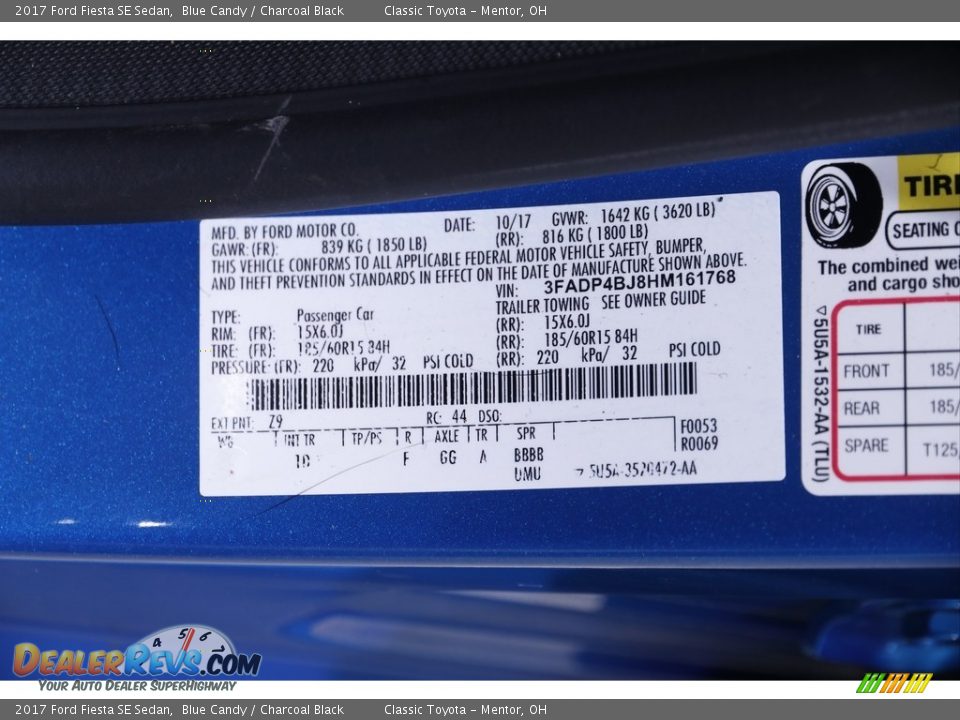 2017 Ford Fiesta SE Sedan, Blue Candy / Charcoal Black Classic Toyota - Mentor, OH
MFD. BY FORD MOTOR CO. DATE: 10/17 GVWR: 1642 KG ( 3620 LB)*
GAWR: (FR): 839 KG ( 1850 LB) (RR): 816 KG ( 1800 LB)
THIS VEHICLE CONFORMS TO ALL APPLICABLE FEDERAL MOTOR VEHICLE SAFETY, BUMPER,
AND THEFT PREVENTION STANDARDS IN EFFECT ON THE DATE OF MANUFACTURE SHOWN ABOVE.
VIN: 3FADP4BJ8HM161768
TYPE: Passenger Car TRAILER TOWING SEE OWNER GUIDE
RIM: (FR): 15X6.0J (RR): 15X6.0J
TIRE: (FR): 185/60R15 84H (RR): 185/60R15 84H
PRESSURE: (FR): 220 kPa/ 32 PSI COLD (RR): 220 kPa/ 32 PSI COLD
EXT PNT: Z9 RC: 44 DSO: F0053
WB INT TR TP/PS R AXLE TR SPR R0069
F GG A BBBB
UMU 5U5A-3520472-AA
TIRE
SEATING
The combined
and cargo
TIRE
FRONT 185/
REAR 185/
SPARE T125/
5U5A-1532-AA (TLU)
4 5 6
DEALERREVS.COM
YOUR AUTO DEALER SUPERHIGHWAY
2017 Ford Fiesta SE Sedan, Blue Candy / Charcoal Black Classic Toyota - Mentor, OH